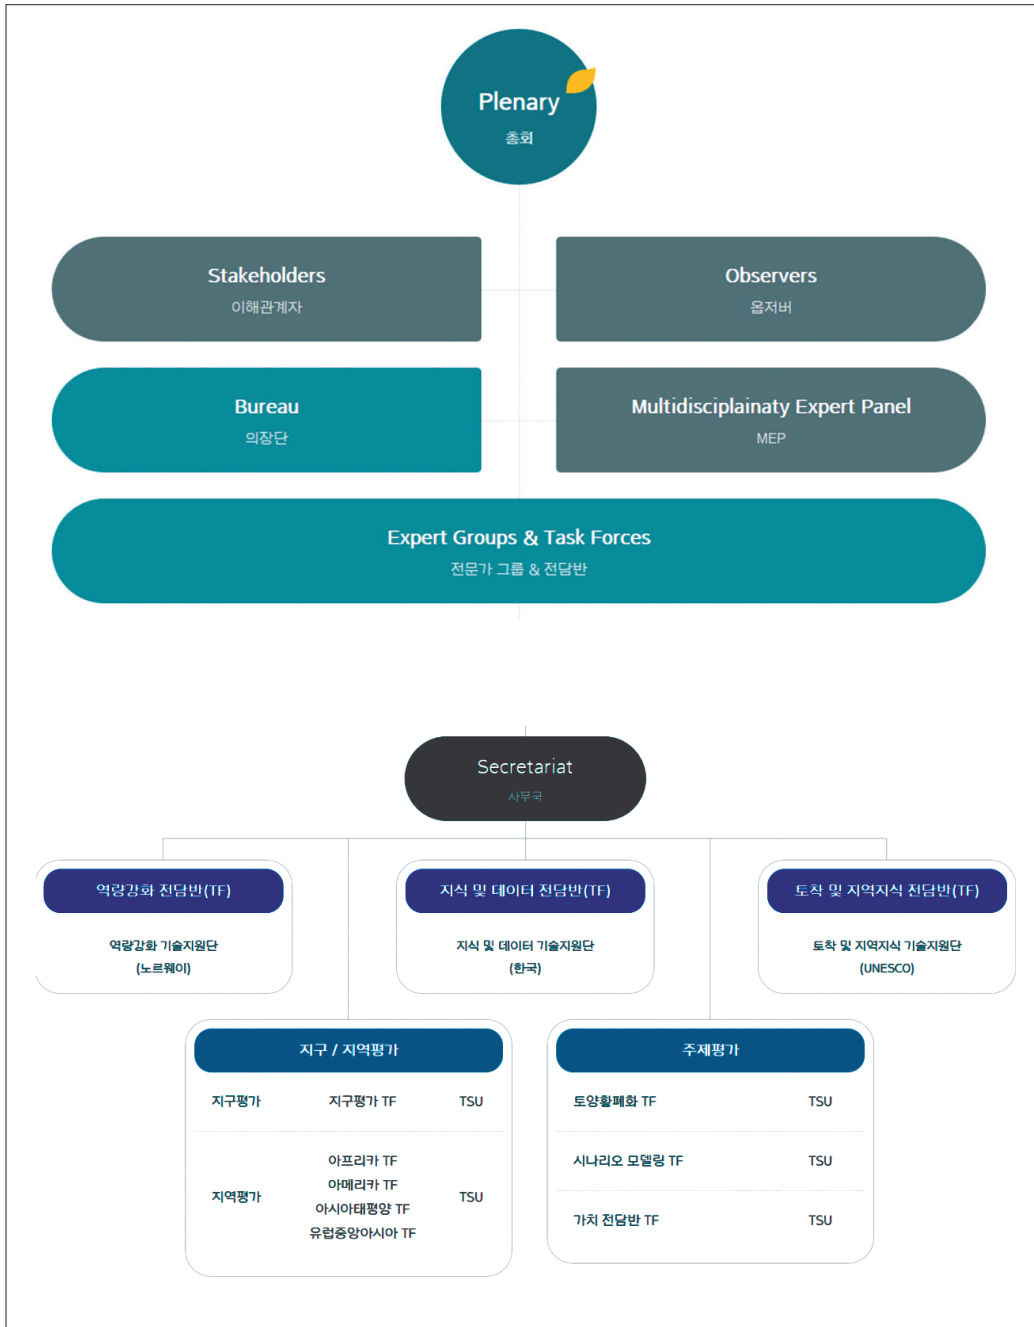 Plenary
총회
Stakeholders
이해관계자
Observers
옵저버
Bureau
의장단
Multidisciplainaty Expert Panel
MEP
Expert Groups & Task Forces
전문가 그룹 & 전담반
Secretariat
사무국
역량강화 전담반(TF)
역량강화 기술지원단
(노르웨이)
지식 및 데이터 전담반(TF)
지식 및 데이터 기술지원단
(한국)
토착 및 지역지식 전담반(TF)
토착 및 지역지식 기술지원단
(UNESCO)
지구 / 지역평가
지구평가 지구평가 TF TSU
아프리카 TF
아메리카 TF
지역평가 아시아태평양 TF TSU
유럽중앙아시아 TF
주제평가
토양황폐화 TF TSU
시나리오 모델링 TF TSU
가치 전담반 TF TSU